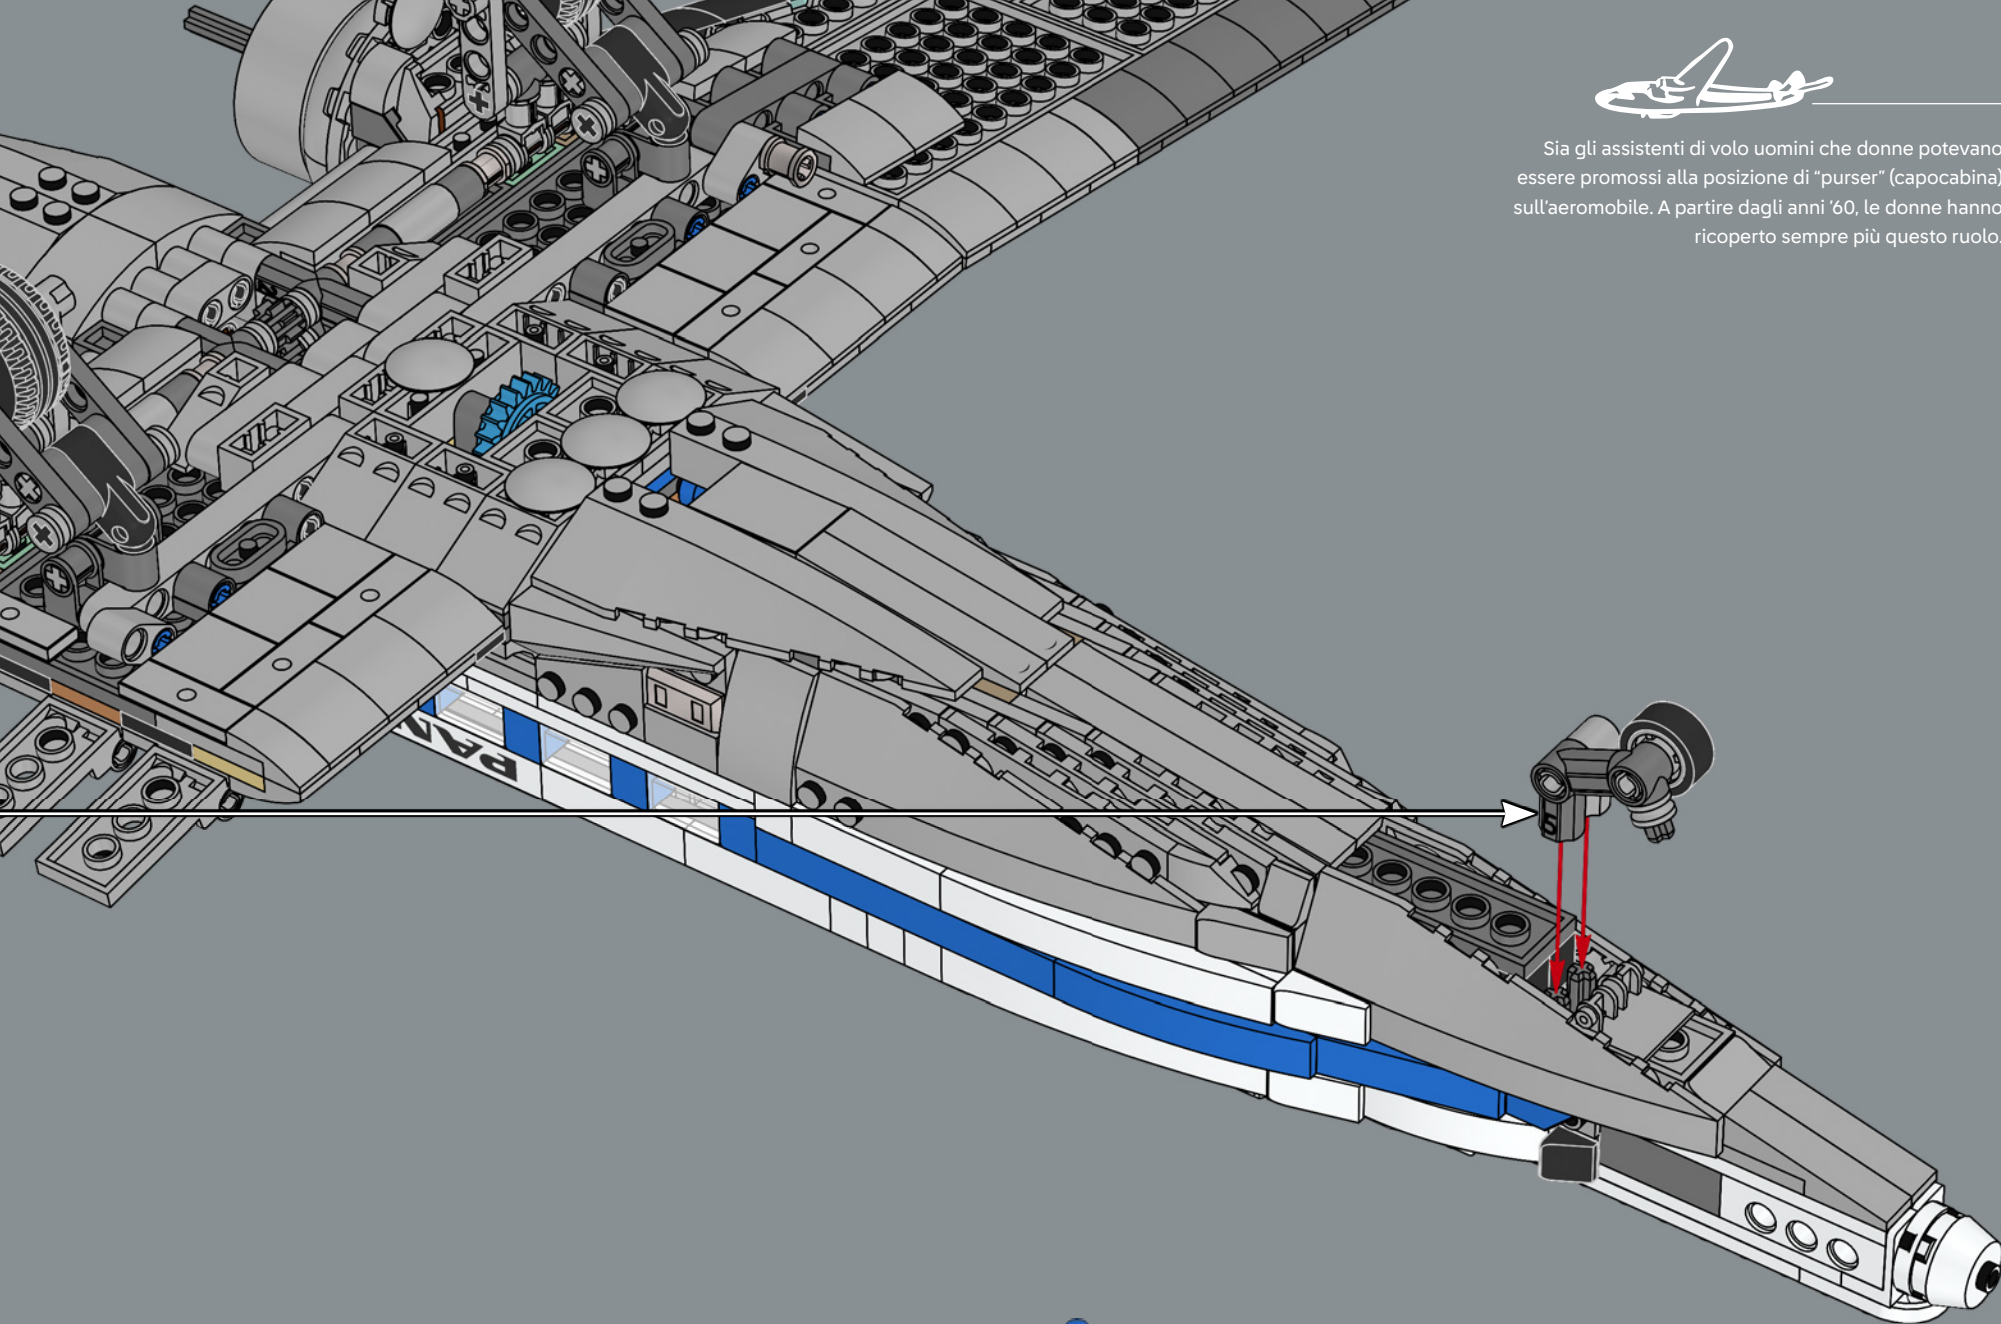 Sia gli assistenti di volo uomini che donne potevano
essere promossi alla posizione di “purser” (capocabina)
sull’aeromobile. A partire dagli anni ’60, le donne hanno
ricoperto sempre più questo ruolo.
PAN